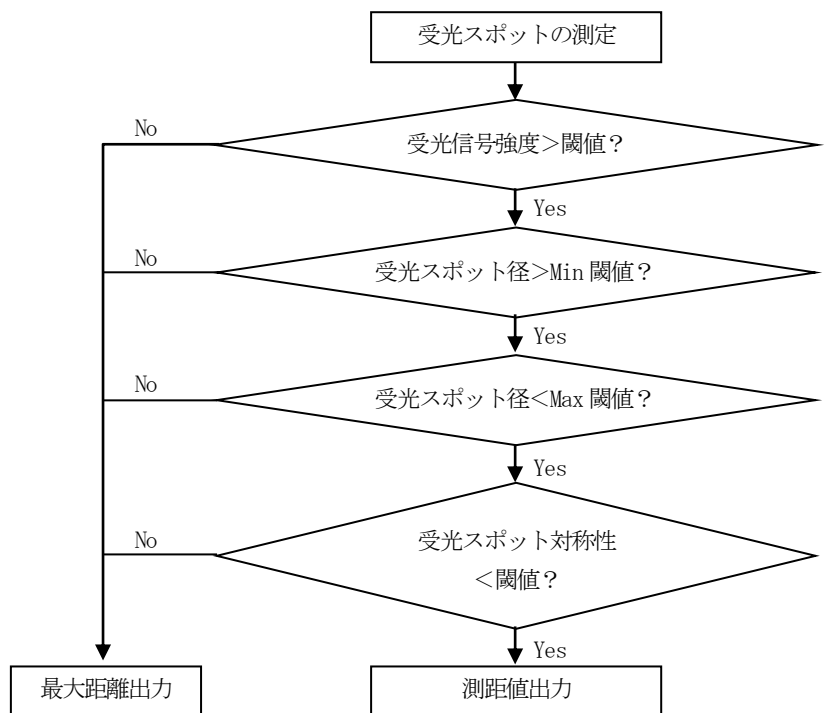 受光スポットの測定
No
受光信号強度>閾値?
Yes
No
受光スポット径>Min 閾値?
Yes
No
受光スポット径<Max 閾値?
Yes
No
受光スポット対称性
<閾値?
Yes
最大距離出力
測距値出力